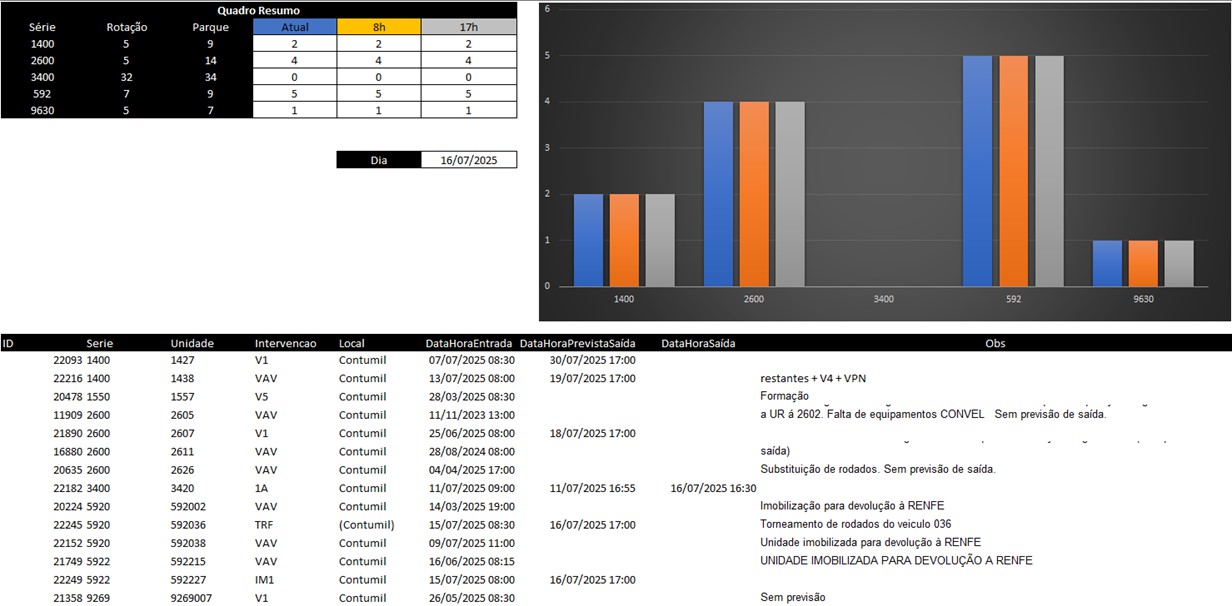 Quadro Resumo
Série Rotação Parque Atual 8h 17h
1400 5 9 2 2 2
2600 5 14 4 4 4
3400 32 34 0 0 0
592 7 9 5 5 5
9630 5 7 1 1 1
Dia 16/07/2025
6
5
4
3
2
1
0
1400 2600 3400 592 9630
ID Serie Unidade Intervencao Local DataHoraEntrada DataHoraPrevistaSaída DataHoraSaída Obs
22093 1400 1427 V1 Contumil 07/07/2025 08:30 30/07/2025 17:00
22216 1400 1438 VAV Contumil 13/07/2025 08:00 19/07/2025 17:00 restantes + V4 + VPN
20478 1550 1557 V5 Contumil 28/03/2025 08:30 Formação
11909 2600 2605 VAV Contumil 11/11/2023 13:00 a UR á 2602. Falta de equipamentos CONVEL Sem previsão de saída.
21890 2600 2607 V1 Contumil 25/06/2025 08:00 18/07/2025 17:00
16880 2600 2611 VAV Contumil 28/08/2024 08:00 saída)
20635 2600 2626 VAV Contumil 04/04/2025 17:00 Substituição de rodados. Sem previsão de saída.
22182 3400 3420 1A Contumil 11/07/2025 09:00 11/07/2025 16:55 16/07/2025 16:30
20224 5920 592002 VAV Contumil 14/03/2025 19:00 Imobilização para devolução à RENFE
22245 5920 592036 TRF (Contumil) 15/07/2025 08:30 16/07/2025 17:00 Torneamento de rodados do veiculo 036
22152 5920 592038 VAV Contumil 09/07/2025 11:00 Unidade imobilizada para devolução à RENFE
21749 5922 592215 VAV Contumil 16/06/2025 08:15 UNIDADE IMOBILIZADA PARA DEVOLUÇÃO A RENFE
22249 5922 592227 IM1 Contumil 15/07/2025 08:00 16/07/2025 17:00
21358 9269 9269007 V1 Contumil 26/05/2025 08:30 Sem previsão